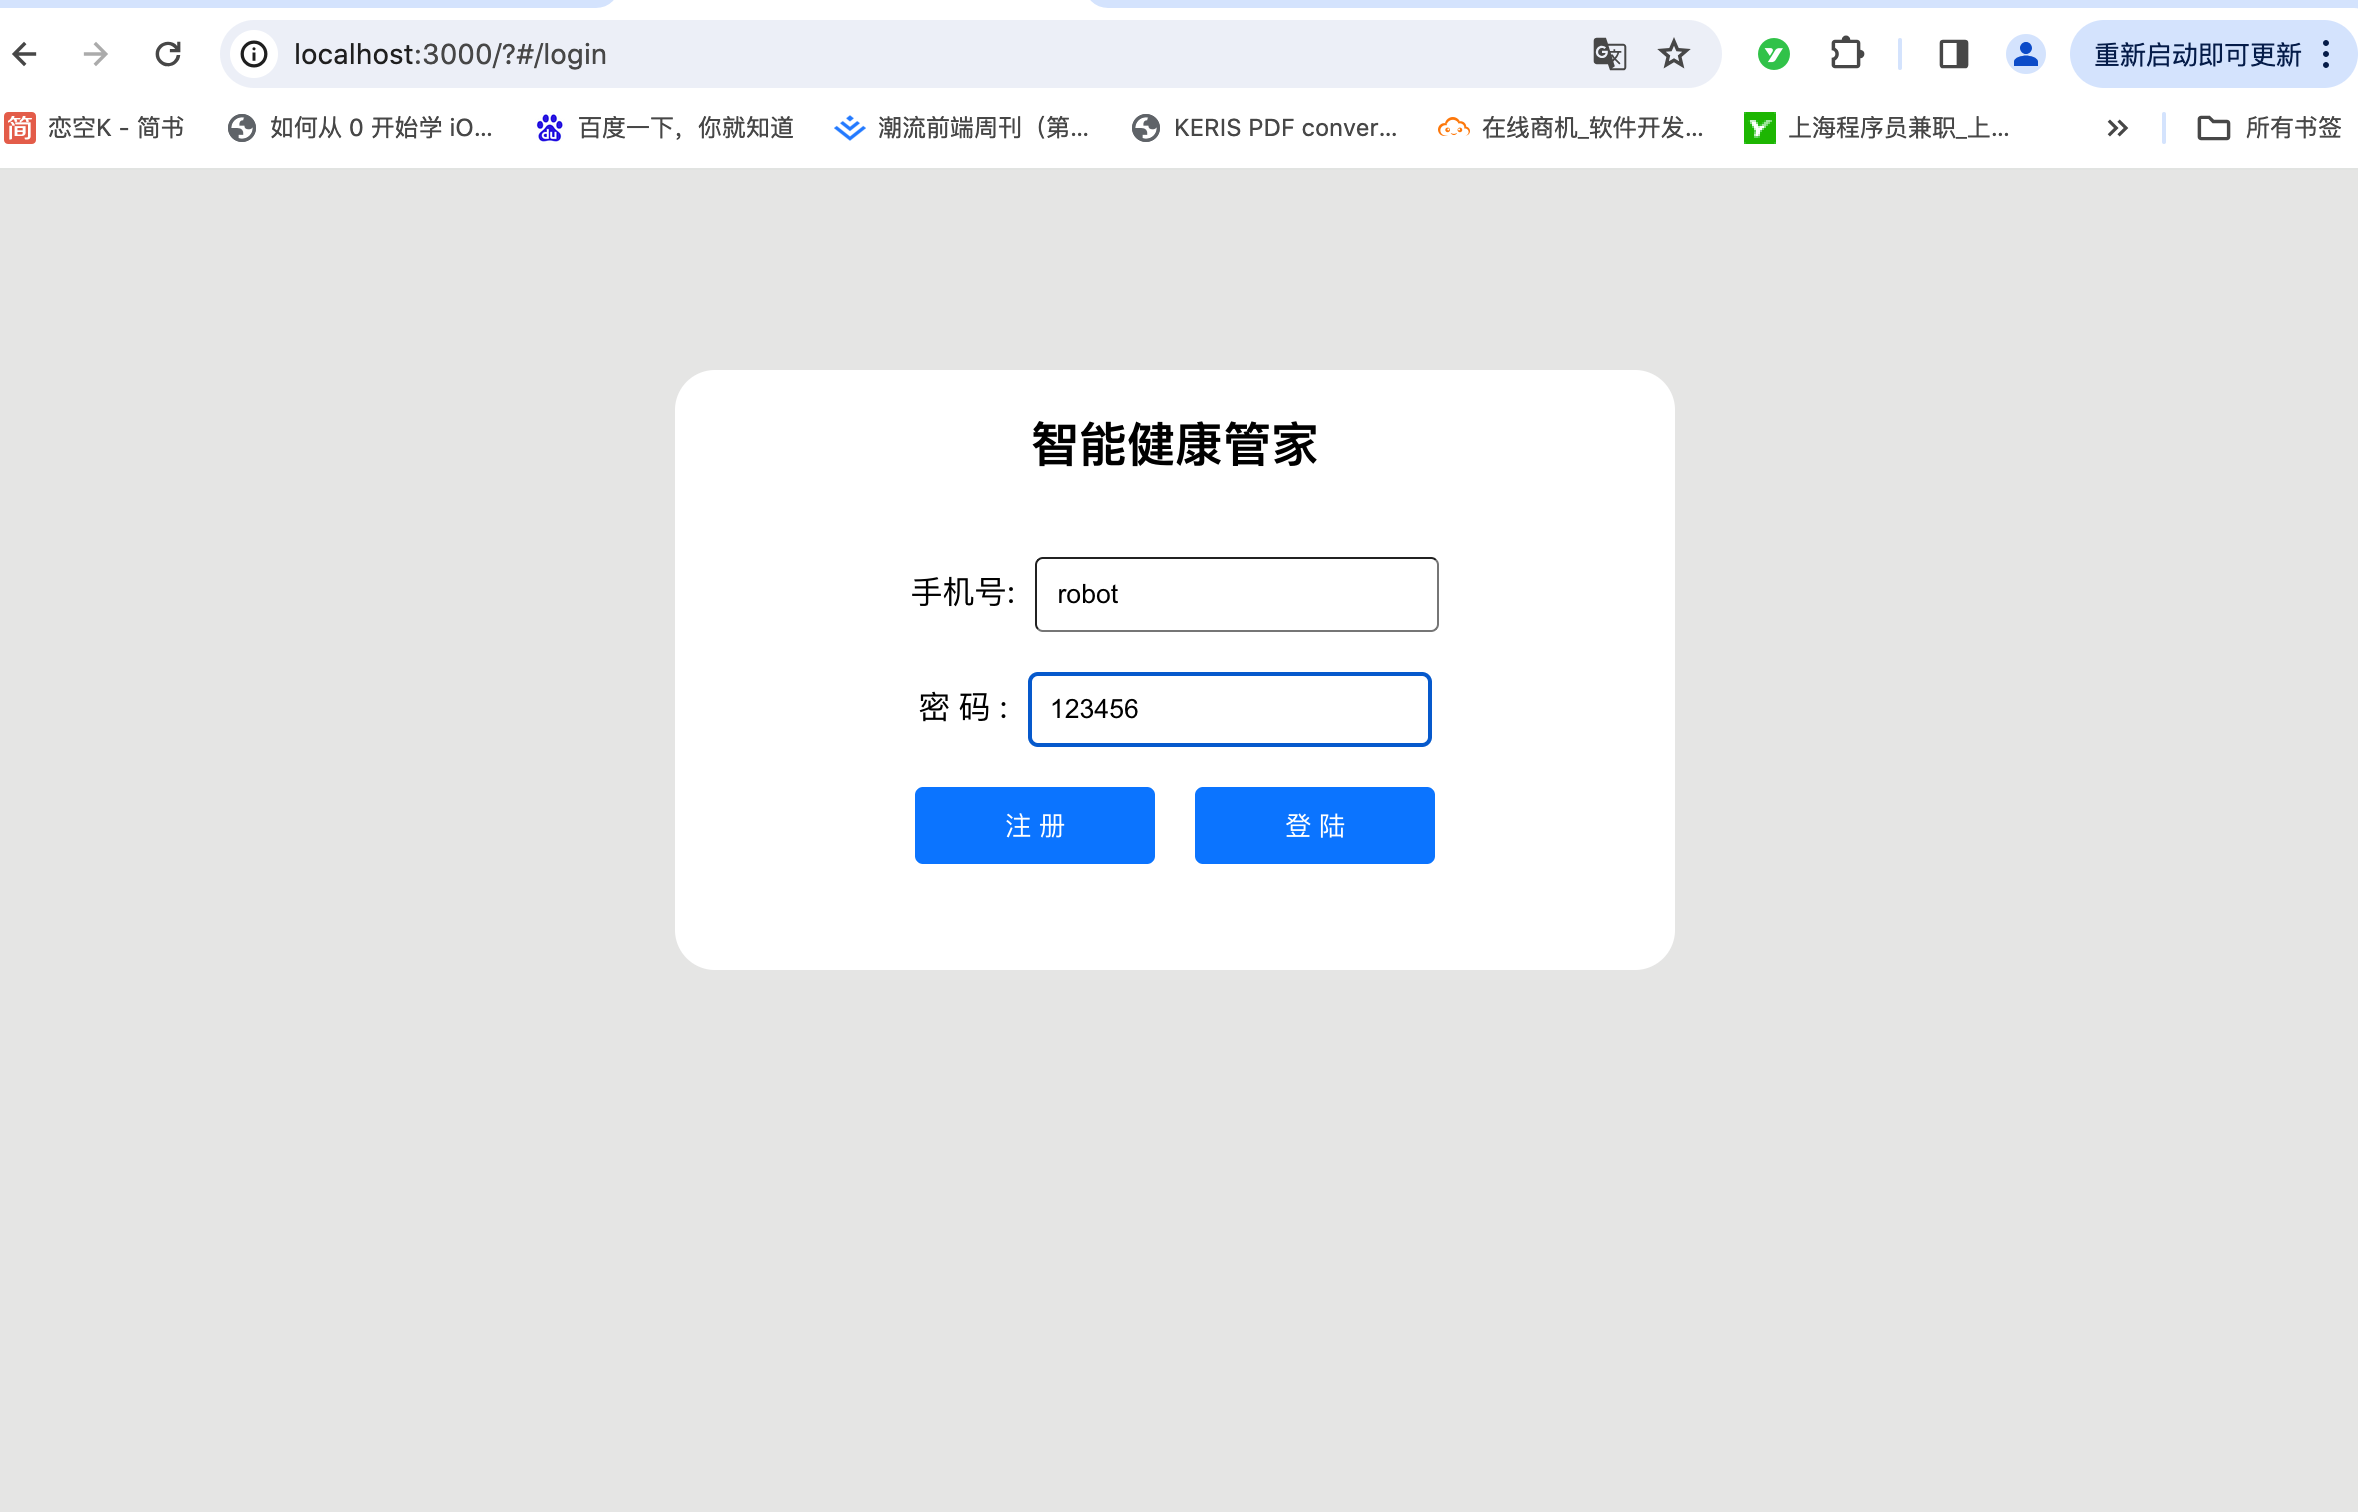 localhost:3000/?#/login
重新启动即可更新
简 恋空K - 简书
如何从 0 开始学 iO...
du 百度一下，你就知道
潮流前端周刊（第...
KERIS PDF conver...
在线商机_软件开发...
上海程序员兼职_上...
所有书签
智能健康管家
手机号: robot
密 码 : 123456
注 册
登 陆